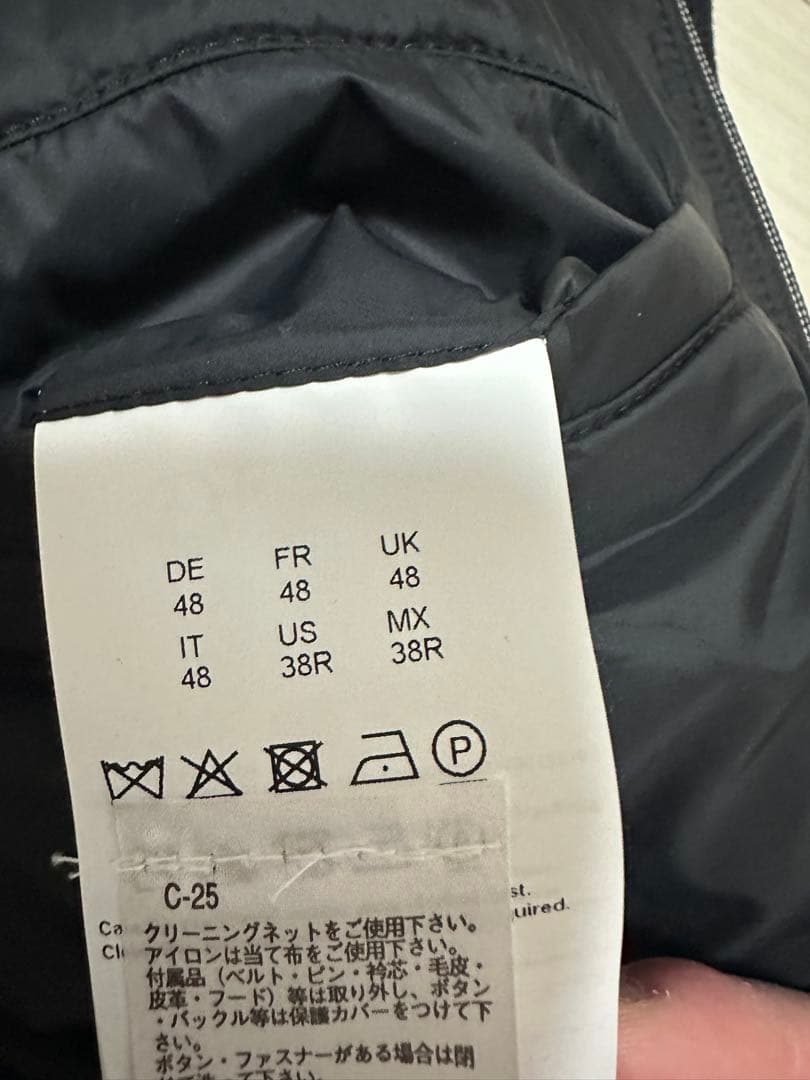 DE FR UK
48 48 48
IT US MX
48 38R 38R
P
C-25
Ca
Cl
st.
uired.
クリーニングネットをご使用下さい。
アイロンは当て布をご使用下さい。
付属品(ベルト・ピン・衿芯・毛皮・
皮革・フード)等は取り外し、ボタン
・バックル等は保護カバーをつけて下
さい。
ボタン・ファスナーがある場合は閉